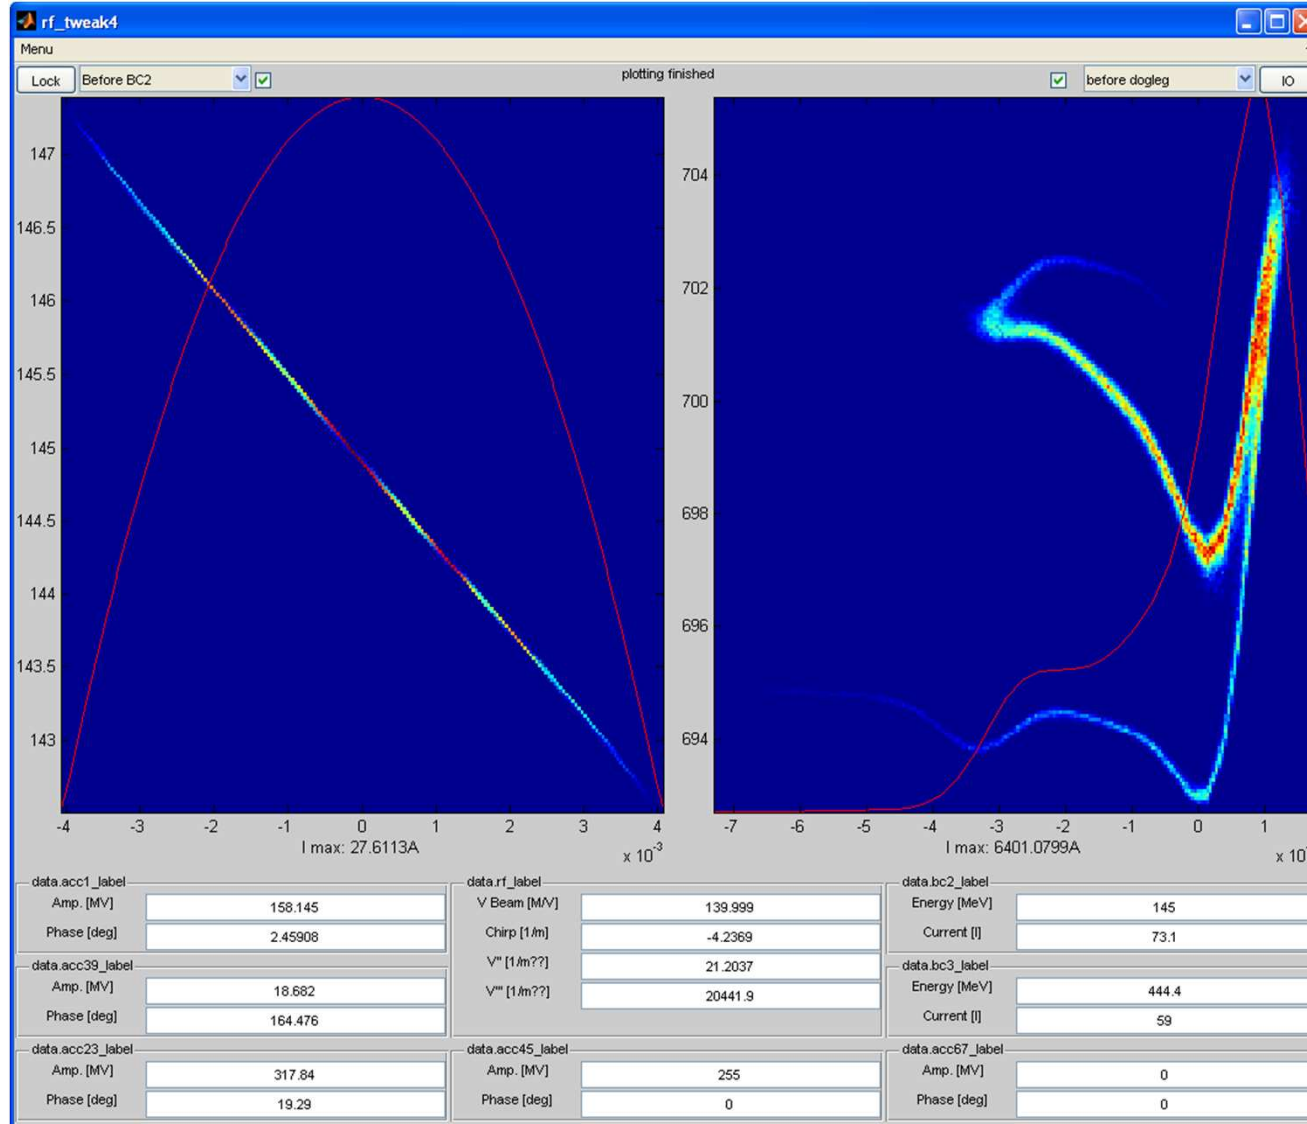 rf_tweak4
Menu
Lock Before BC2 plotting finished before dogleg IO
147
146.5
146
145.5
145
144.5
144
143.5
143
-4 -3 -2 -1 0 1 2 3 4
I max: 27.6113A
x 10-3
704
702
700
698
696
694
-7 -6 -5 -4 -3 -2 -1 0 1
I max: 6401.0799A
x 10
data.acc1_label
Amp. [MV] 158.145
Phase [deg] 2.45908
data.rf_label
V Beam [M/V] 139.999
Chirp [1/m] -4.2369
V'' [1/m??] 21.2037
V''' [1/m??] 20441.9
data.bc2_label
Energy [MeV] 145
Current [I] 73.1
data.acc39_label
Amp. [MV] 18.682
Phase [deg] 164.476
data.bc3_label
Energy [MeV] 444.4
Current [I] 59
data.acc23_label
Amp. [MV] 317.84
Phase [deg] 19.29
data.acc45_label
Amp. [MV] 255
Phase [deg] 0
data.acc67_label
Amp. [MV] 0
Phase [deg] 0